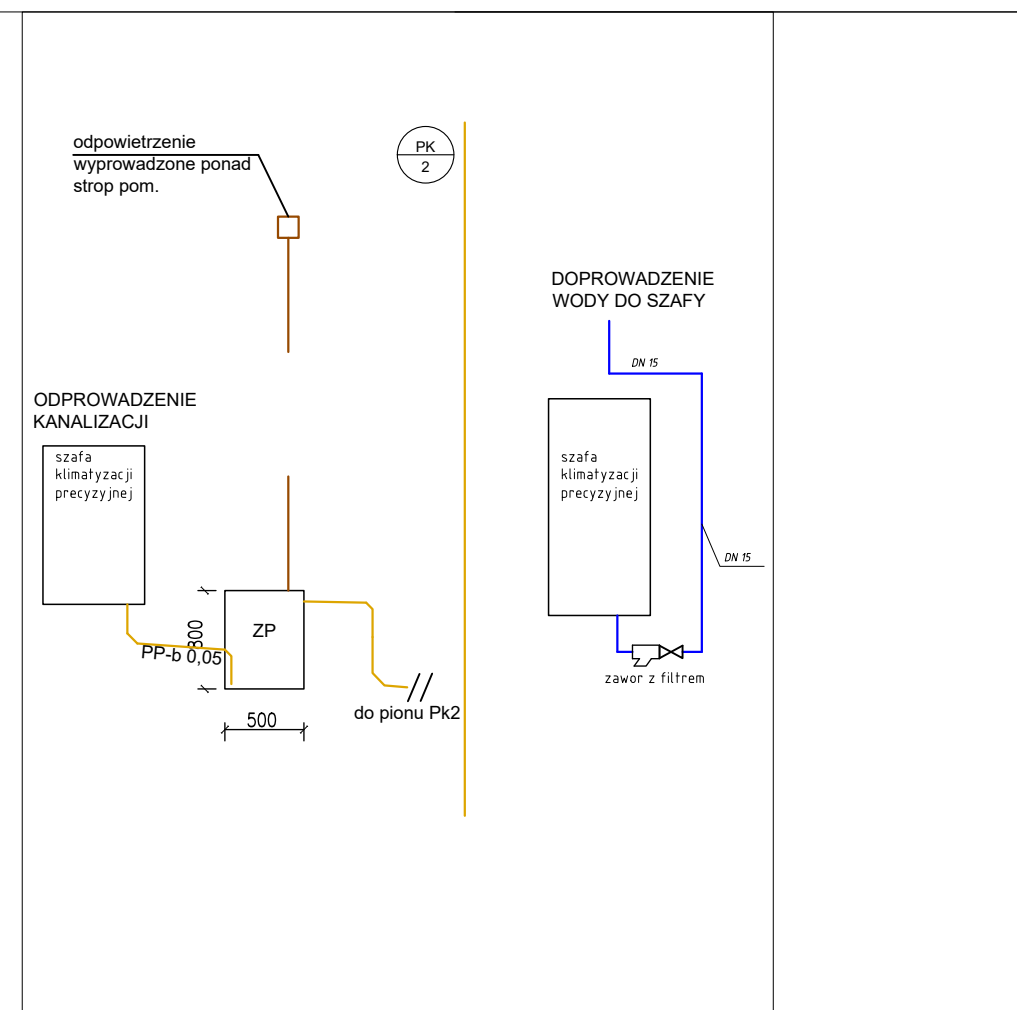 odpowietrzenie
wyprowadzone ponad
strop pom.
PK
2
DOPROWADZENIE
WODY DO SZAFY
DN 15
ODPROWADZENIE
KANALIZACJI
szafa
klimatyzacji
precyzyjnej
szafa
klimatyzacji
precyzyjnej
DN 15
ZP
PP-b 0,05
500
do pionu Pk2
zawor z filtrem